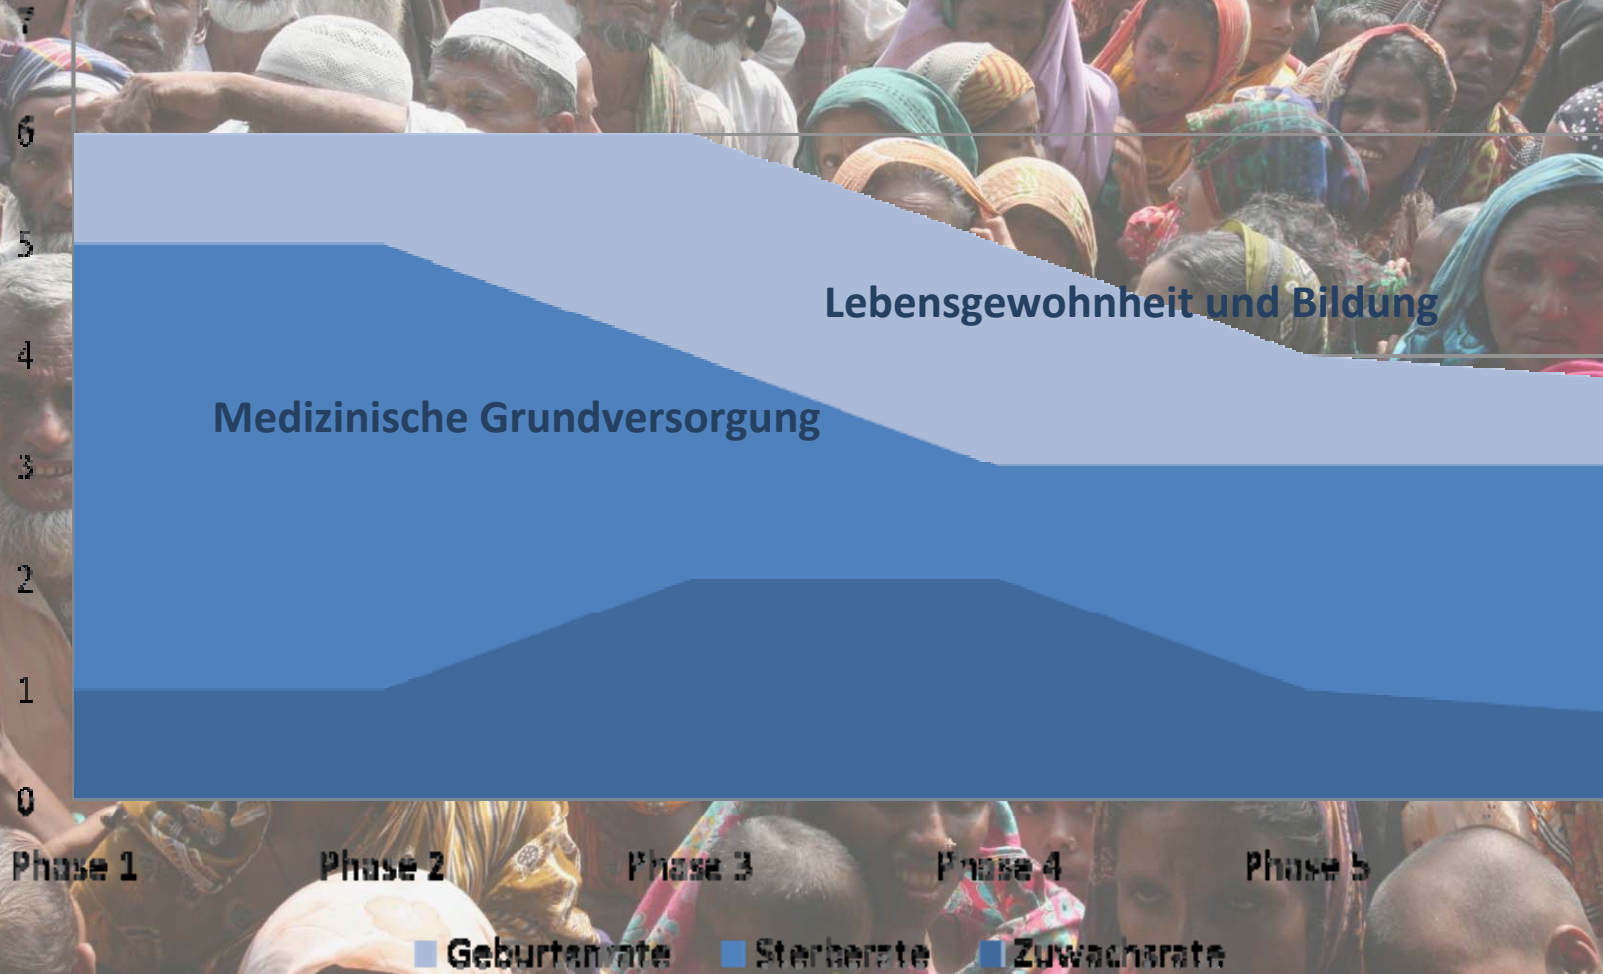 7
6
5
4
3
2
1
0
Lebensgewohnheit und Bildung
Medizinische Grundversorgung
Phase 1 Phase 2 Phase 3 Phase 4 Phase 5
Geburtenrate Sterberate Zuwachsrate